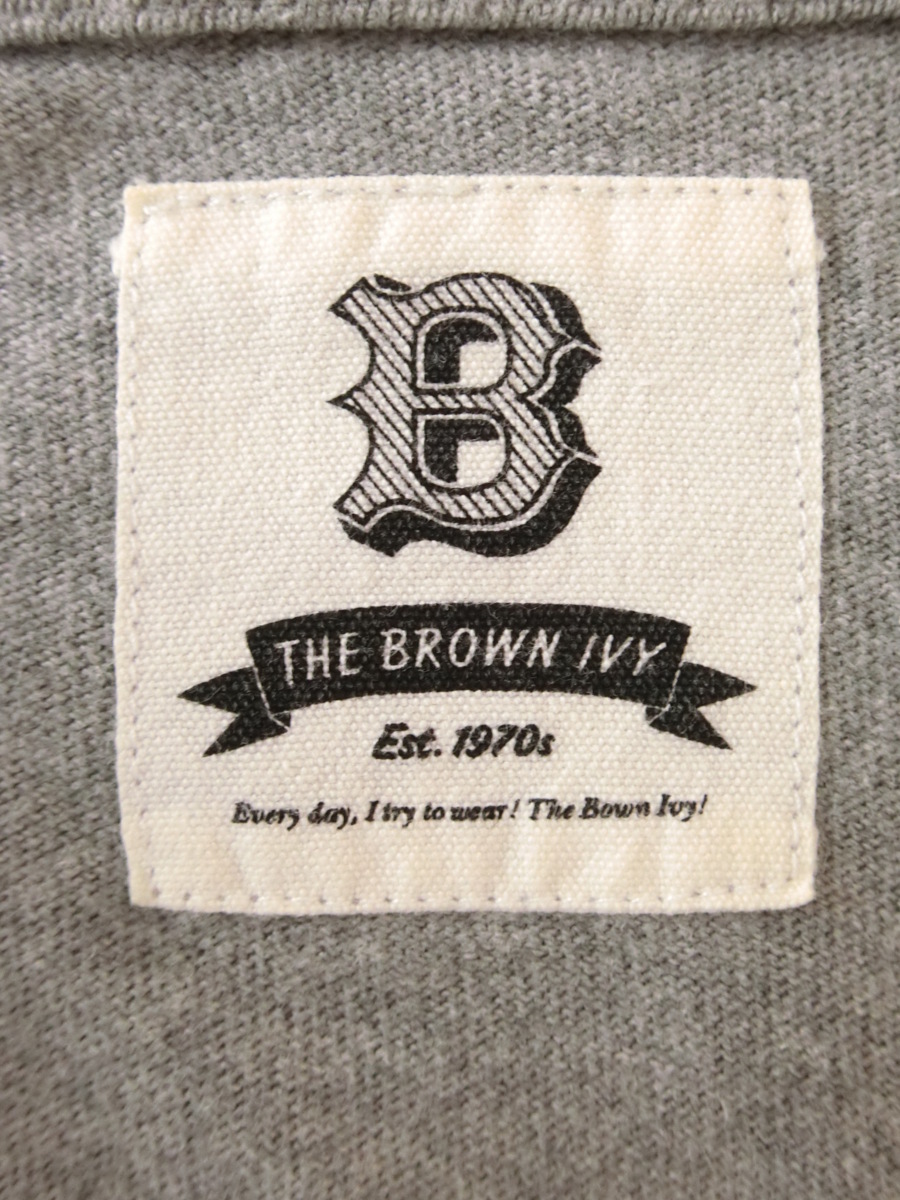 B
THE BROWN IVY
Est. 1970s
Every day, I try to wear! The Bown Ivy!